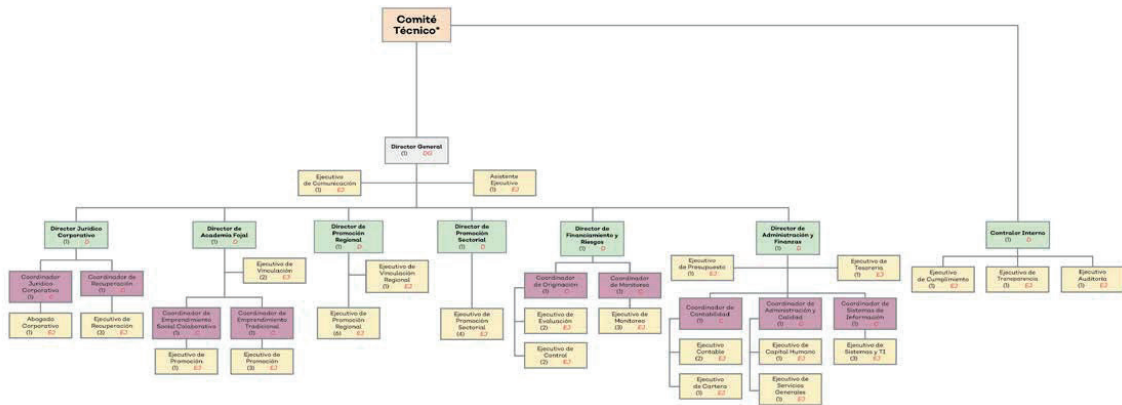 Comité
Técnico*
Director General
(1) DG
Ejecutivo
de Comunicación
(1) EJ
Asistente
Ejecutivo
(1) EJ
Director Jurídico
Corporativo
(1) D
Director de
Academia Fojal
(1) D
Director de
Promoción
Regional
(1) D
Director de
Promoción
Sectorial
(1) D
Director de
Financiamiento y
Riesgos
(1) D
Director de
Administración y
Finanzas
(1) D
Contralor Interno
(1) D
Coordinador
Jurídico
Corporativo
(1) C
Coordinador de
Recuperación
(1) C
Abogado
Corporativo
(1) EJ
Ejecutivo de
Recuperación
(3) EJ
Ejecutivo de
Vinculación
(2) EJ
Coordinador de
Emprendimiento
Social Colaborativo
(1) C
Coordinador de
Emprendimiento
Tradicional
(1) C
Ejecutivo de
Promoción
(1) EJ
Ejecutivo de
Promoción
(3) EJ
Ejecutivo de
Vinculación
Regional
(1) EJ
Ejecutivo de
Promoción
Regional
(6) EJ
Ejecutivo de
Promoción
Sectorial
(4) EJ
Coordinador
de Originación
(1) C
Coordinador
de Monitoreo
(1) C
Ejecutivo de
Evaluación
(2) EJ
Ejecutivo de
Control
(2) EJ
Ejecutivo de
Monitoreo
(3) EJ
Ejecutivo
de Presupuesto
(1) EJ
Ejecutivo de
Tesorería
(1) EJ
Coordinador de
Contabilidad
(1) C
Coordinador de
Administración y
Calidad
(1) C
Coordinador de
Sistemas de
Información
(1) C
Ejecutivo
Contable
(2) EJ
Ejecutivo
de Cartera
(1) EJ
Ejecutivo de
Capital Humano
(1) EJ
Ejecutivo de
Servicios
Generales
(1) EJ
Ejecutivo de
Sistemas y TI
(3) EJ
Ejecutivo
de Cumplimiento
(1) EJ
Ejecutivo de
Transparencia
(1) EJ
Ejecutivo
Auditoría
(1) EJ